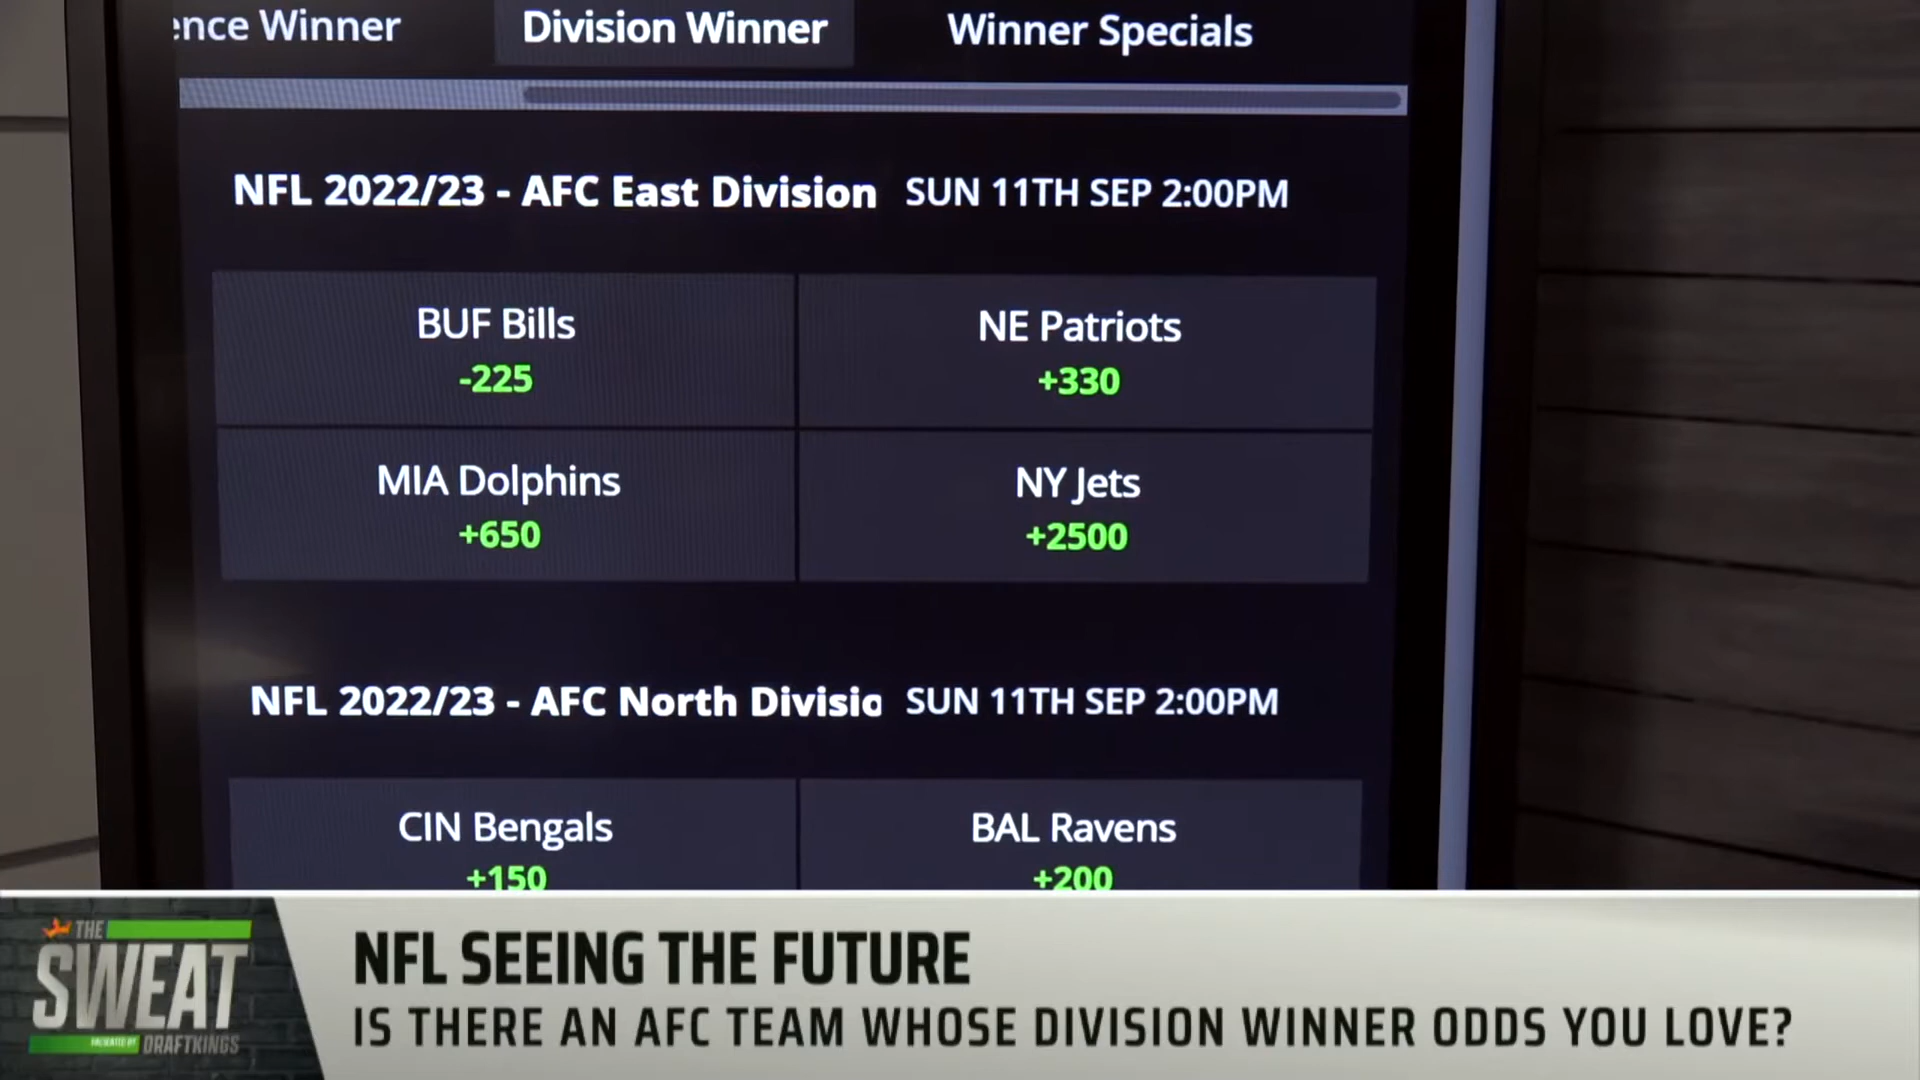 ence Winner Division Winner Winner Specials
NFL 2022/23 - AFC East Division SUN 11TH SEP 2:00PM
BUF Bills NE Patriots
-225 +330
MIA Dolphins NY Jets
+650 +2500
NFL 2022/23 - AFC North Divisio SUN 11TH SEP 2:00PM
CIN Bengals BAL Ravens
+150 +200
THE
SWEAT
PRESENTED BY DRAFTKINGS
NFL SEEING THE FUTURE
IS THERE AN AFC TEAM WHOSE DIVISION WINNER ODDS YOU LOVE?